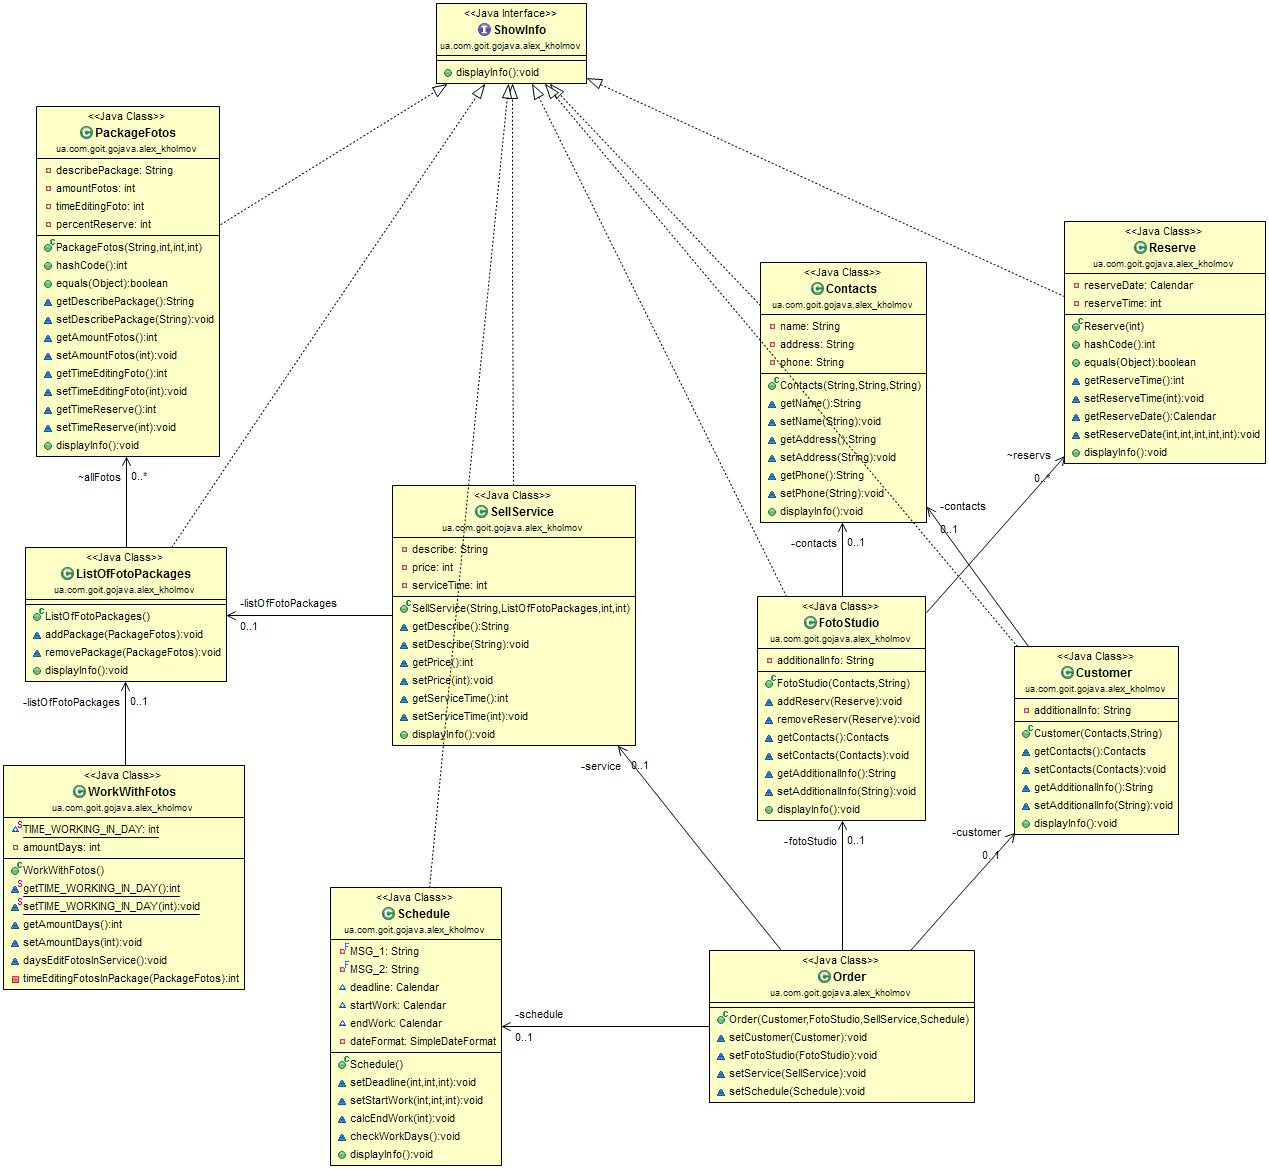 <<Java Interface>>
ShowInfo
ua.com.goit.gojava.alex_kholmov
displayInfo():void
<<Java Class>>
PackageFotos
ua.com.goit.gojava.alex_kholmov
describePackage: String
amountFotos: int
timeEditingFoto: int
percentReserve: int
PackageFotos(String,int,int,int)
hashCode():int
equals(Object):boolean
getDescribePackage():String
setDescribePackage(String):void
getAmountFotos():int
setAmountFotos(int):void
getTimeEditingFoto():int
setTimeEditingFoto(int):void
getTimeReserve():int
setTimeReserve(int):void
displayInfo():void
<<Java Class>>
Reserve
ua.com.goit.gojava.alex_kholmov
reserveDate: Calendar
reserveTime: int
Reserve(int)
hashCode():int
equals(Object):boolean
getReserveTime():int
setReserveTime(int):void
getReserveDate():Calendar
setReserveDate(int,int,int,int,int):void
displayInfo():void
<<Java Class>>
Contacts
ua.com.goit.gojava.alex_kholmov
name: String
address: String
phone: String
Contacts(String,String,String)
getName():String
setName(String):void
getAddress():String
setAddress(String):void
getPhone():String
setPhone(String):void
displayInfo():void
~allFotos 0..*
~reservs
0..*
-contacts
0..1
-contacts 0..1
<<Java Class>>
ListOfFotoPackages
ua.com.goit.gojava.alex_kholmov
ListOfFotoPackages()
addPackage(PackageFotos):void
removePackage(PackageFotos):void
displayInfo():void
-listOfFotoPackages
0..1
<<Java Class>>
SellService
ua.com.goit.gojava.alex_kholmov
describe: String
price: int
serviceTime: int
SellService(String,ListOfFotoPackages,int,int)
getDescribe():String
setDescribe(String):void
getPrice():int
setPrice(int):void
getServiceTime():int
setServiceTime(int):void
displayInfo():void
<<Java Class>>
FotoStudio
ua.com.goit.gojava.alex_kholmov
additionalInfo: String
FotoStudio(Contacts,String)
addReserv(Reserve):void
removeReserv(Reserve):void
getContacts():Contacts
setContacts(Contacts):void
getAdditionalInfo():String
setAdditionalInfo(String):void
displayInfo():void
<<Java Class>>
Customer
ua.com.goit.gojava.alex_kholmov
additionalInfo: String
Customer(Contacts,String)
getContacts():Contacts
setContacts(Contacts):void
getAdditionalInfo():String
setAdditionalInfo(String):void
displayInfo():void
-listOfFotoPackages 0..1
-service 0..1
-fotoStudio 0..1
-customer
0..1
<<Java Class>>
WorkWithFotos
ua.com.goit.gojava.alex_kholmov
TIME_WORKING_IN_DAY: int
amountDays: int
WorkWithFotos()
getTIME_WORKING_IN_DAY():int
setTIME_WORKING_IN_DAY(int):void
getAmountDays():int
setAmountDays(int):void
daysEditFotosInService():void
timeEditingFotosInPackage(PackageFotos):int
<<Java Class>>
Schedule
ua.com.goit.gojava.alex_kholmov
MSG_1: String
MSG_2: String
deadline: Calendar
startWork: Calendar
endWork: Calendar
dateFormat: SimpleDateFormat
Schedule()
setDeadline(int,int,int):void
setStartWork(int,int,int):void
calcEndWork(int):void
checkWorkDays():void
displayInfo():void
-schedule
0..1
<<Java Class>>
Order
ua.com.goit.gojava.alex_kholmov
Order(Customer,FotoStudio,SellService,Schedule)
setCustomer(Customer):void
setFotoStudio(FotoStudio):void
setService(SellService):void
setSchedule(Schedule):void